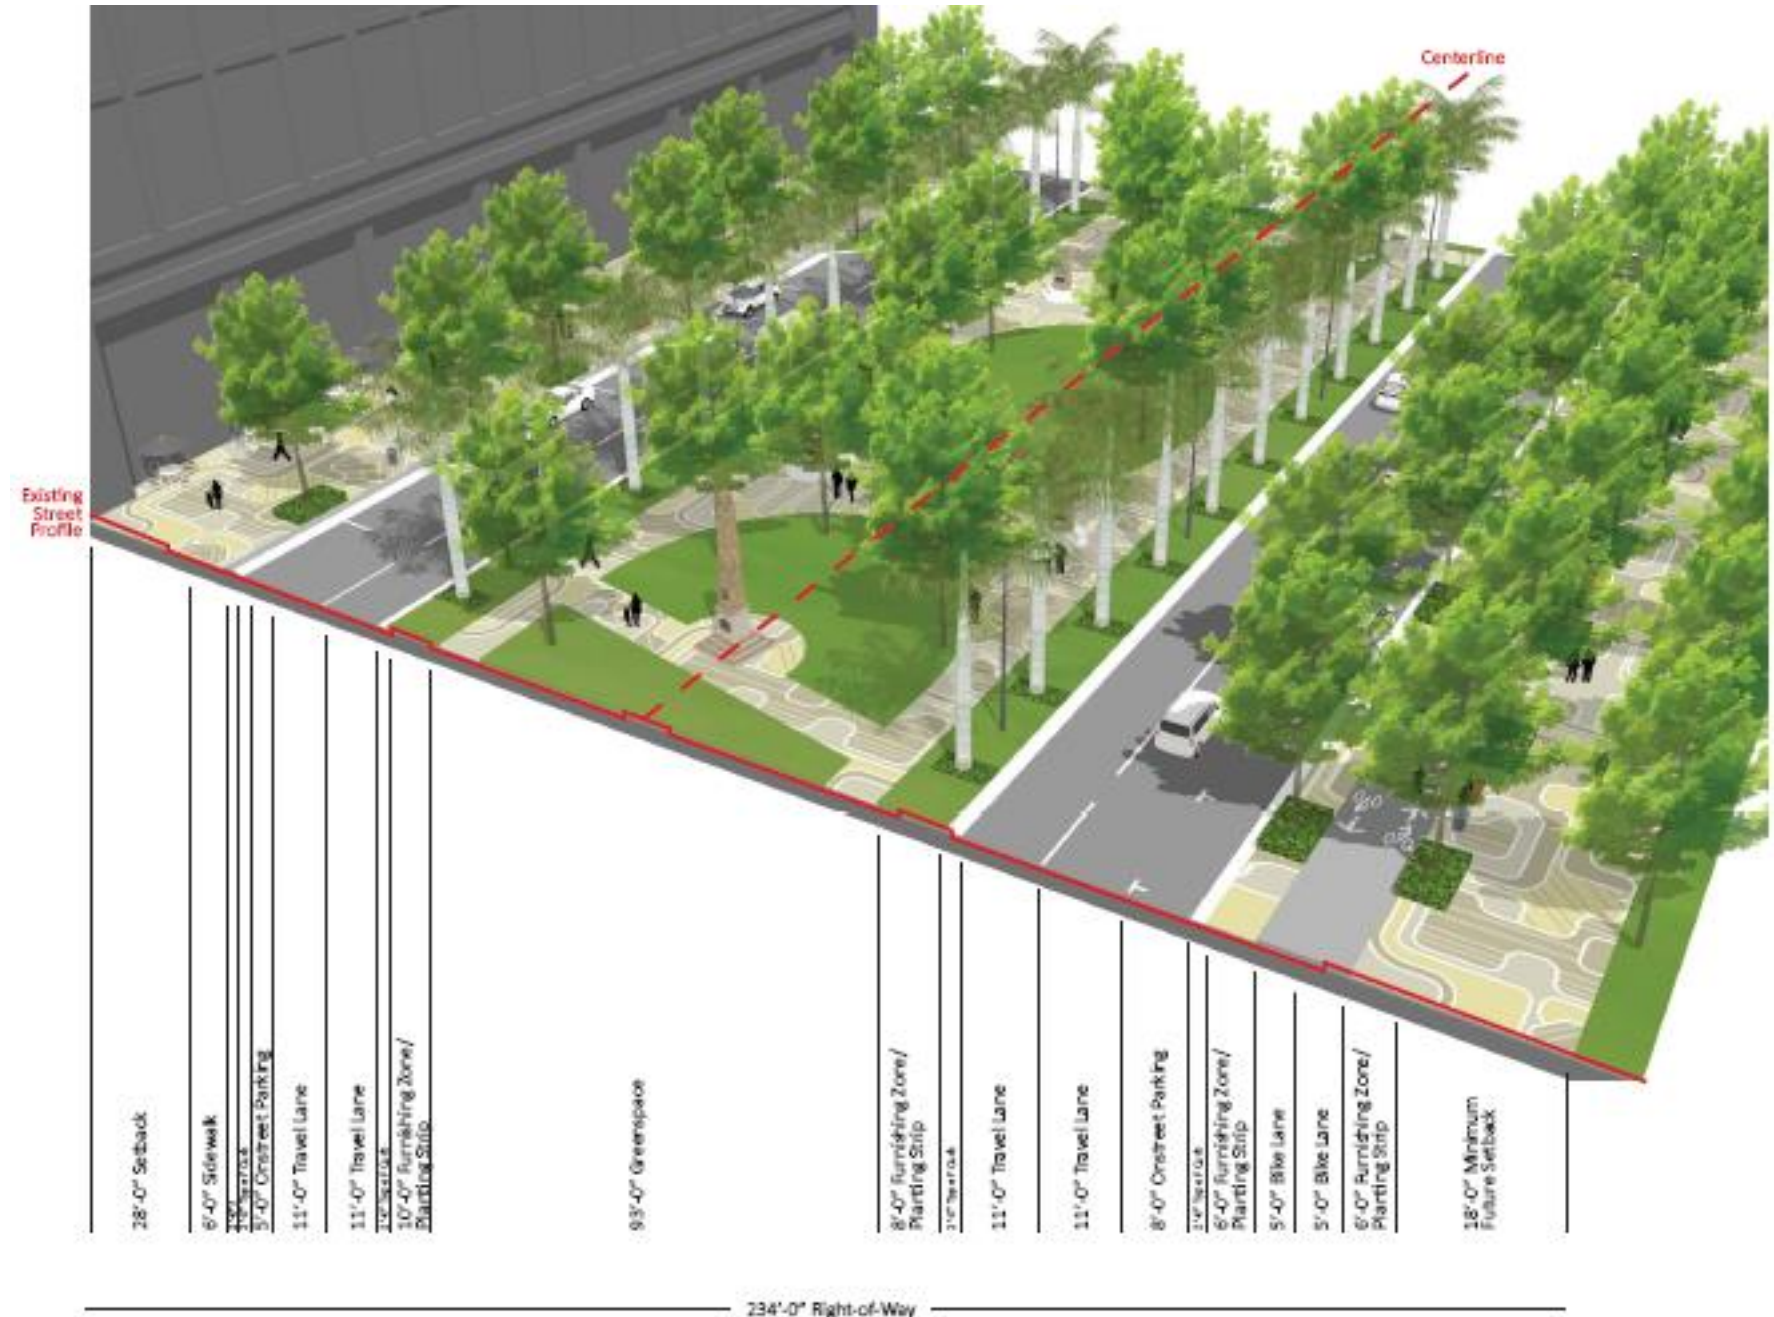 Centerline
Existing
Street
Profile
28'-0" Setback
6'-0" Sidewalk
5'-0" Onstreet Parking
11'-0" Travel Lane
11'-0" Travel Lane
10'-0" Furnishing Zone/
Planting Strip
93'-0" Greenspace
8'-0" Furnishing Zone/
Planting Strip
11'-0" Travel Lane
11'-0" Travel Lane
8'-0" Onstreet Parking
6'-0" Furnishing Zone/
Planting Strip
5'-0" Bike Lane
5'-0" Bike Lane
6'-0" Furnishing Zone/
Planting Strip
18'-0" Minimum
Future Setback
234'-0" Right-of-Way